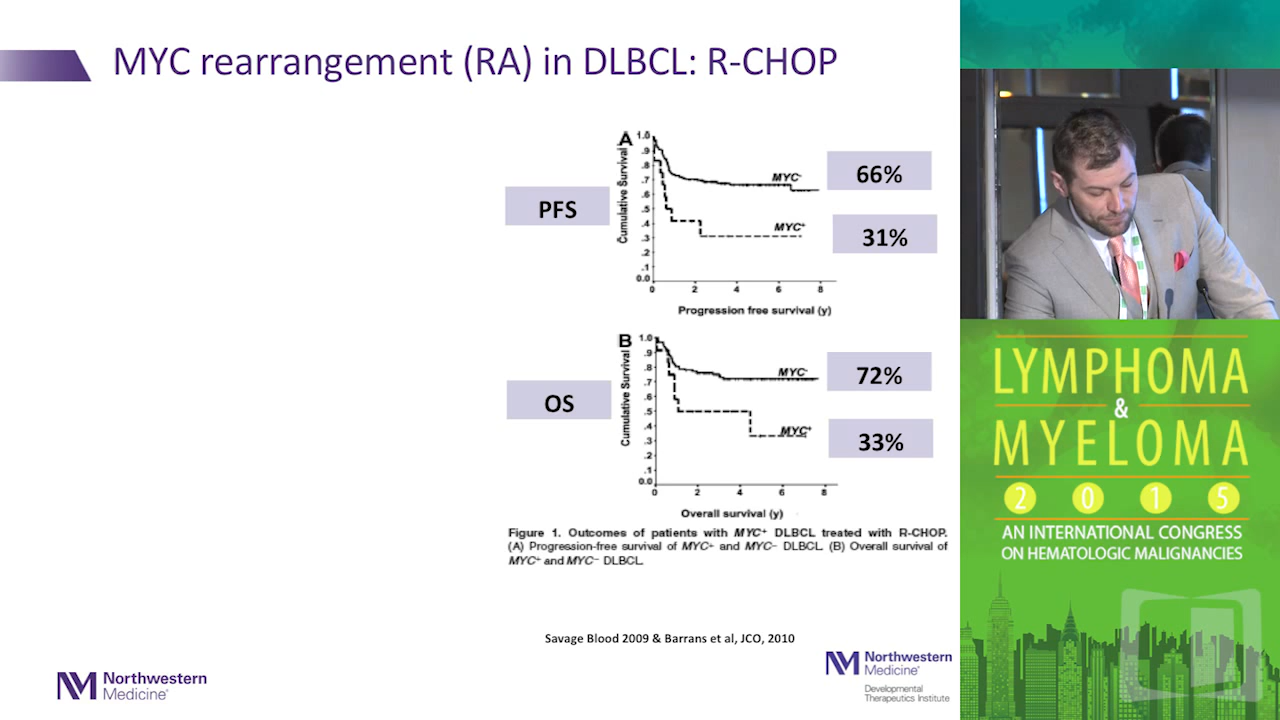 MYC rearrangement (RA) in DLBCL: R-CHOP
PFS
A
Cumulative Survival
1.0
.9
.8
.7
.6
.5
.4
.3
.2
.1
0.0
0 2 4 6 8
MYC-
MYC+
Progression free survival (y)
66%
31%
OS
B
Cumulative Survival
1.0
.9
.8
.7
.6
.5
.4
.3
.2
.1
0.0
0 2 4 6 8
MYC-
MYC+
Overall survival (y)
72%
33%
Figure 1. Outcomes of patients with MYC+ DLBCL treated with R-CHOP.
(A) Progression-free survival of MYC+ and MYC− DLBCL. (B) Overall survival of
MYC+ and MYC− DLBCL.
Savage Blood 2009 & Barrans et al, JCO, 2010
NM Northwestern
Medicine®
NM Northwestern
Medicine®
Developmental
Therapeutics Institute
LYMPHOMA
&
MYELOMA
2 0 1 5
AN INTERNATIONAL CONGRESS
ON HEMATOLOGIC MALIGNANCIES